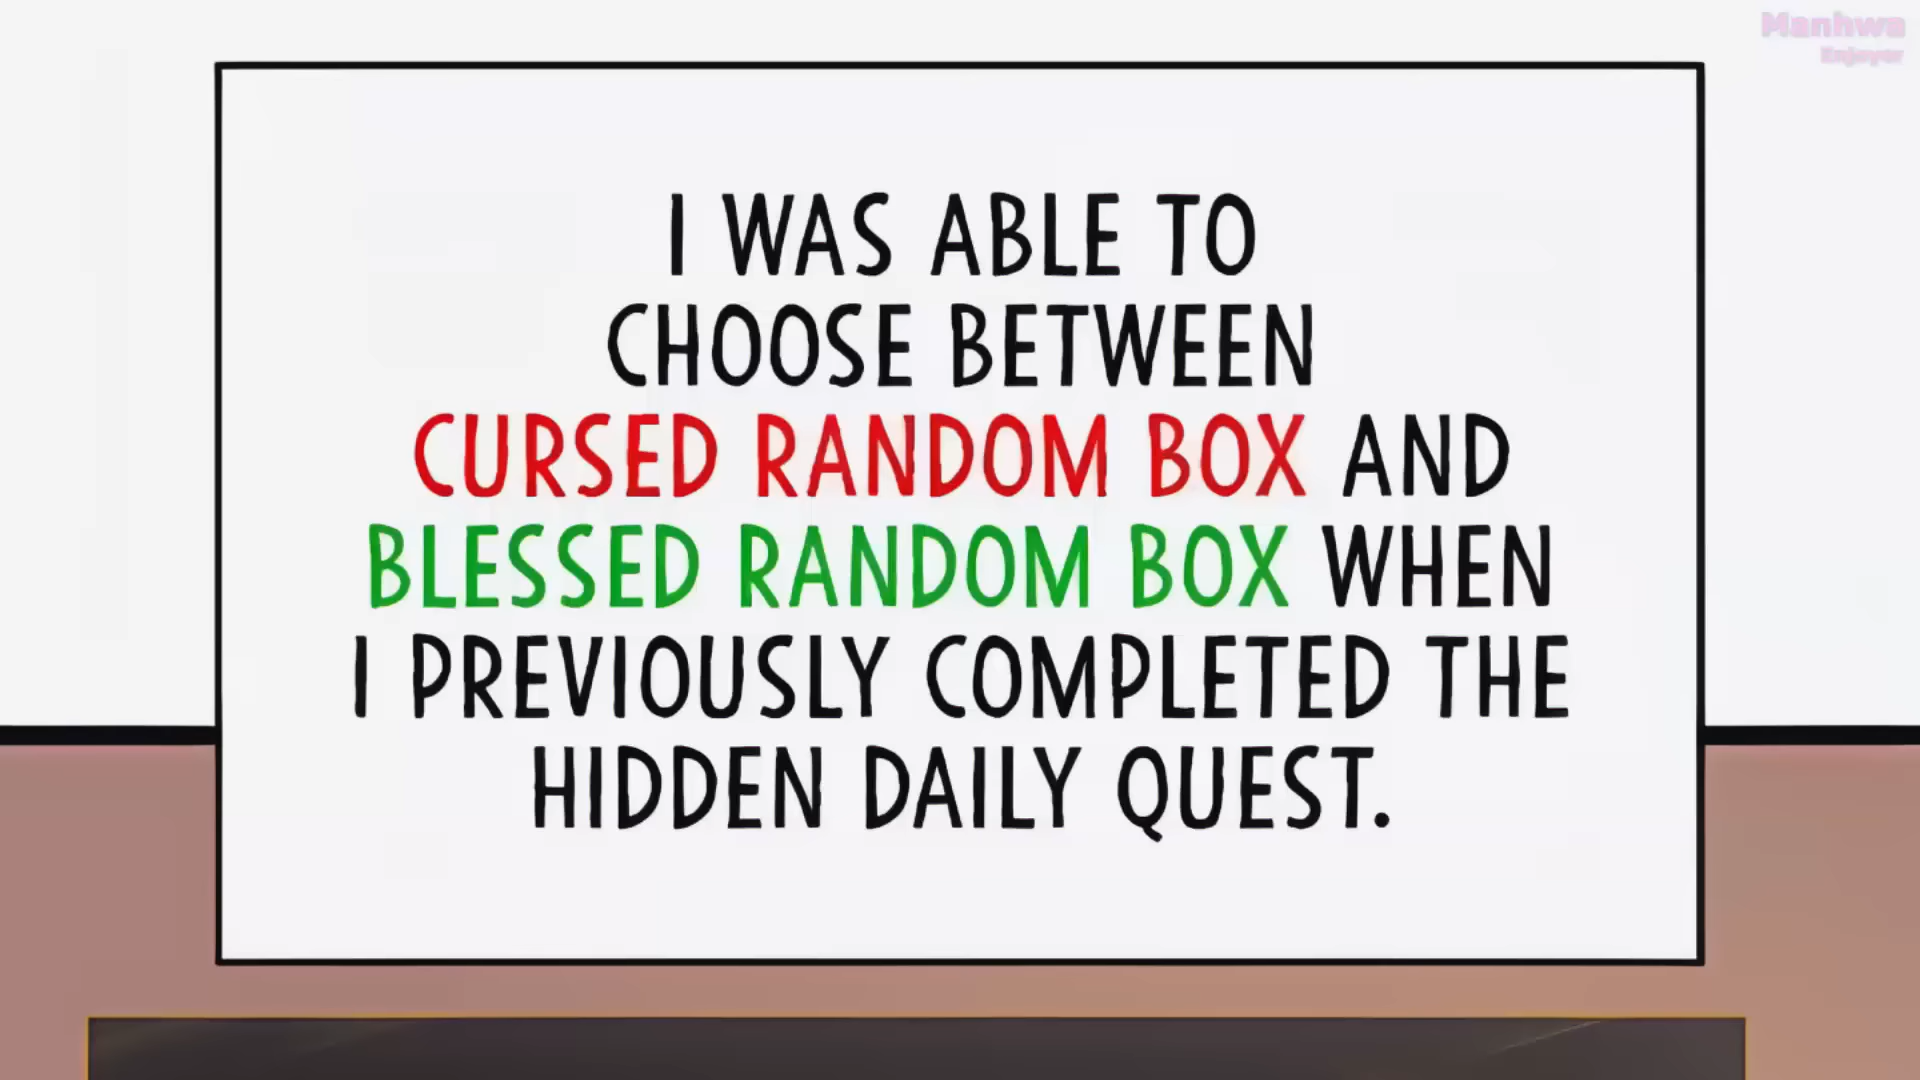 Manhwa
Enjoyer
I WAS ABLE TO
CHOOSE BETWEEN
CURSED RANDOM BOX AND
BLESSED RANDOM BOX WHEN
I PREVIOUSLY COMPLETED THE
HIDDEN DAILY QUEST.